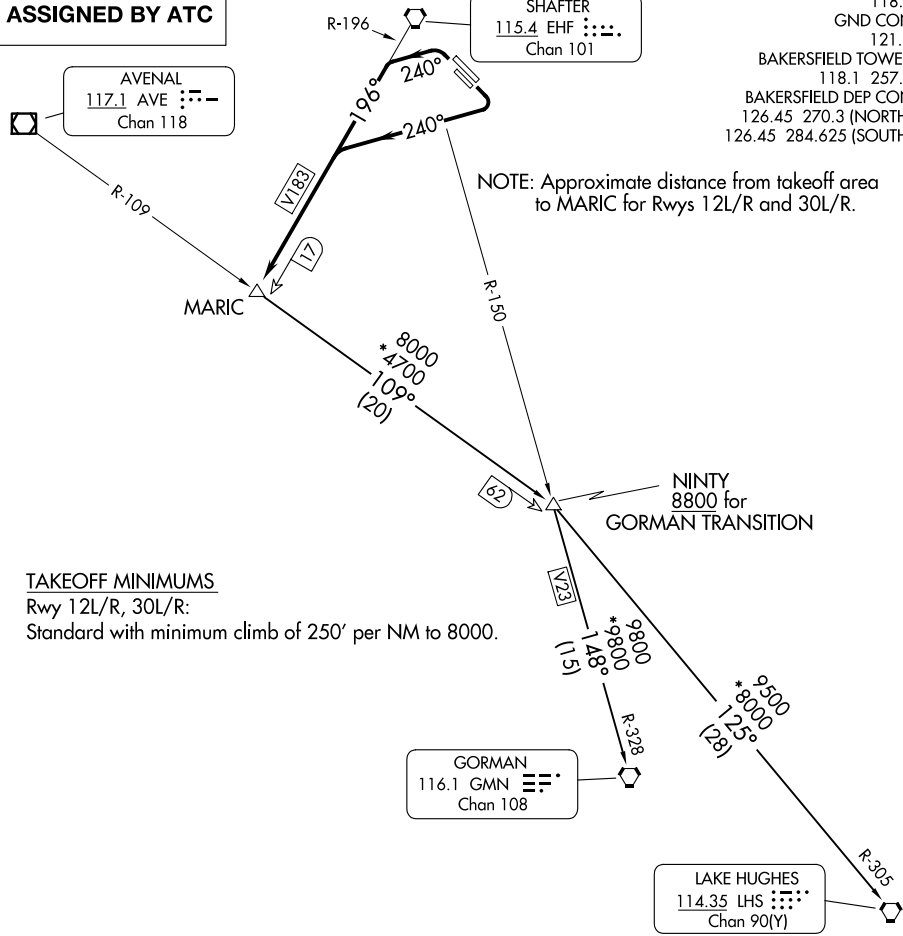 ASSIGNED BY ATC
SHAFTER
115.4 EHF
Chan 101
R-196
118.
GND CON
121.
BAKERSFIELD TOWE
118.1 257.
BAKERSFIELD DEP CON
126.45 270.3 (NORTH
126.45 284.625 (SOUTH
AVENAL
117.1 AVE
Chan 118
240°
196°
240°
R-109
V183
NOTE: Approximate distance from takeoff area
to MARIC for Rwys 12L/R and 30L/R.
17
R-150
MARIC
8000
*4700
109°
(20)
62
NINTY
8800 for
GORMAN TRANSITION
TAKEOFF MINIMUMS
Rwy 12L/R, 30L/R:
Standard with minimum climb of 250' per NM to 8000.
V23
9800
*9800
148°
(15)
9500
*8000
125°
(28)
R-328
GORMAN
116.1 GMN
Chan 108
R-305
LAKE HUGHES
114.35 LHS
Chan 90(Y)